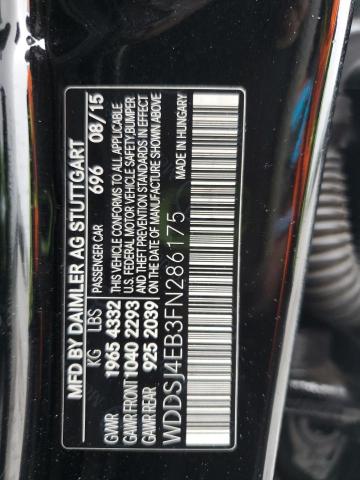 MFD BY DAIMLER AG STUTTGART
PASSENGER CAR 696 08/15
KG LBS
GVWR 1965 4332
GAWR FRONT 1040 2293
GAWR REAR 925 2039
THIS VEHICLE CONFORMS TO ALL APPLICABLE
U.S. FEDERAL MOTOR VEHICLE SAFETY,BUMPER
AND THEFT PREVENTION STANDARDS IN EFFECT
ON THE DATE OF MANUFACTURE SHOWN ABOVE
WDDSJ4EB3FN286175 MADE IN HUNGARY